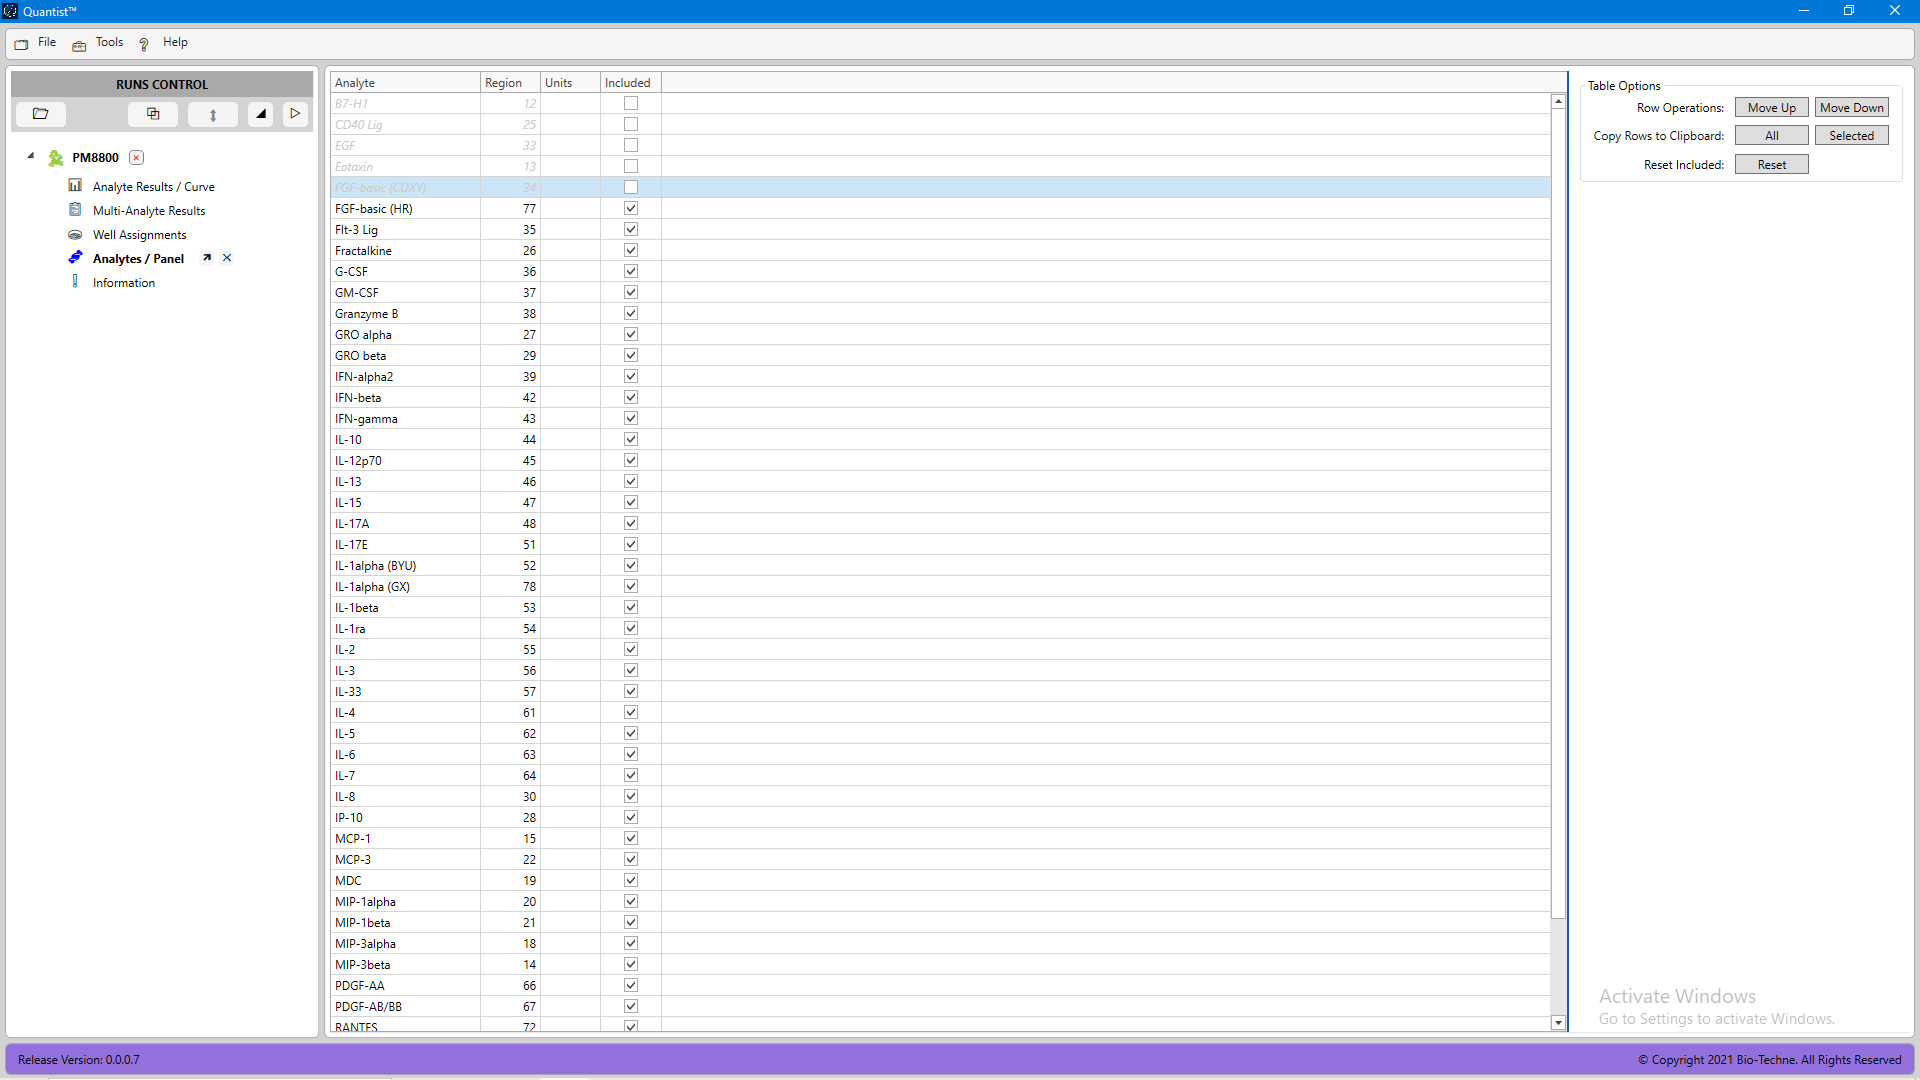 Quantist™
File Tools Help
RUNS CONTROL
PM8800
Analyte Results / Curve
Multi-Analyte Results
Well Assignments
Analytes / Panel
Information
Analyte Region Units Included
B7-H1 12
CD40 Lig 25
EGF 33
Eotaxin 13
FGF-basic (CDXY) 34
FGF-basic (HR) 77
Flt-3 Lig 35
Fractalkine 26
G-CSF 36
GM-CSF 37
Granzyme B 38
GRO alpha 27
GRO beta 29
IFN-alpha2 39
IFN-beta 42
IFN-gamma 43
IL-10 44
IL-12p70 45
IL-13 46
IL-15 47
IL-17A 48
IL-17E 51
IL-1alpha (BYU) 52
IL-1alpha (GX) 78
IL-1beta 53
IL-1ra 54
IL-2 55
IL-3 56
IL-33 57
IL-4 61
IL-5 62
IL-6 63
IL-7 64
IL-8 30
IP-10 28
MCP-1 15
MCP-3 22
MDC 19
MIP-1alpha 20
MIP-1beta 21
MIP-3alpha 18
MIP-3beta 14
PDGF-AA 66
PDGF-AB/BB 67
RANTES 72
Table Options
Row Operations: Move Up Move Down
Copy Rows to Clipboard: All Selected
Reset Included: Reset
Activate Windows
Go to Settings to activate Windows.
Release Version: 0.0.0.7
© Copyright 2021 Bio-Techne. All Rights Reserved